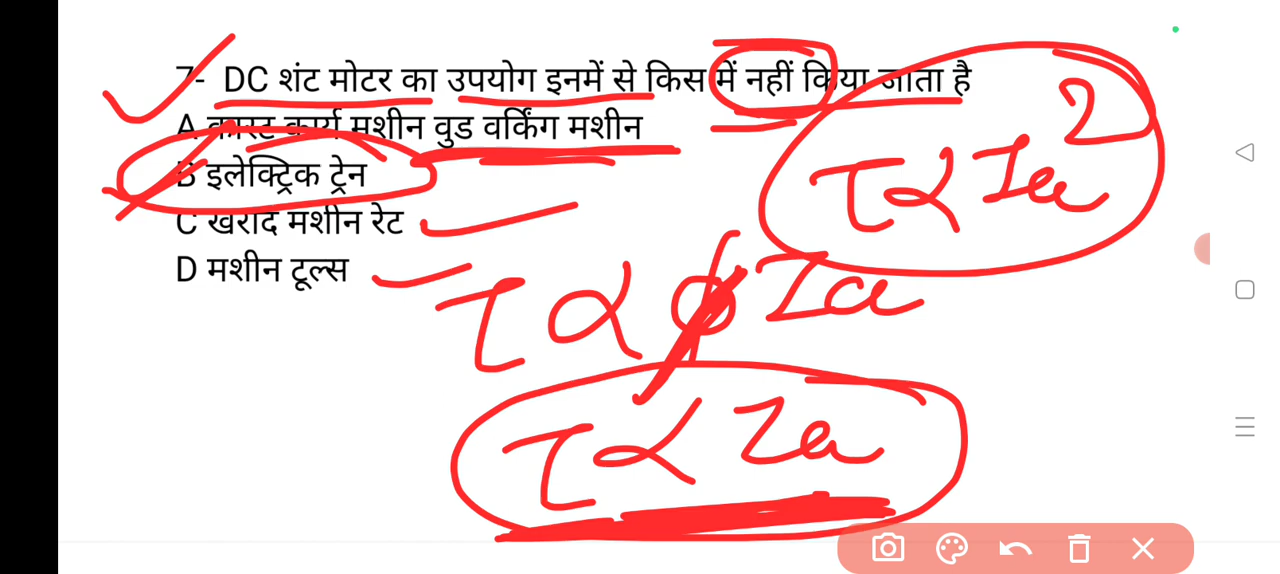 7- DC शंट मोटर का उपयोग इनमें से किस में नहीं किया जाता है
A कास्ट कार्य मशीन वुड वर्किंग मशीन
B इलेक्ट्रिक ट्रेन
C खराद मशीन रेट
D मशीन टूल्स
T α Ia²
T α ϕ Ia
T α Ia